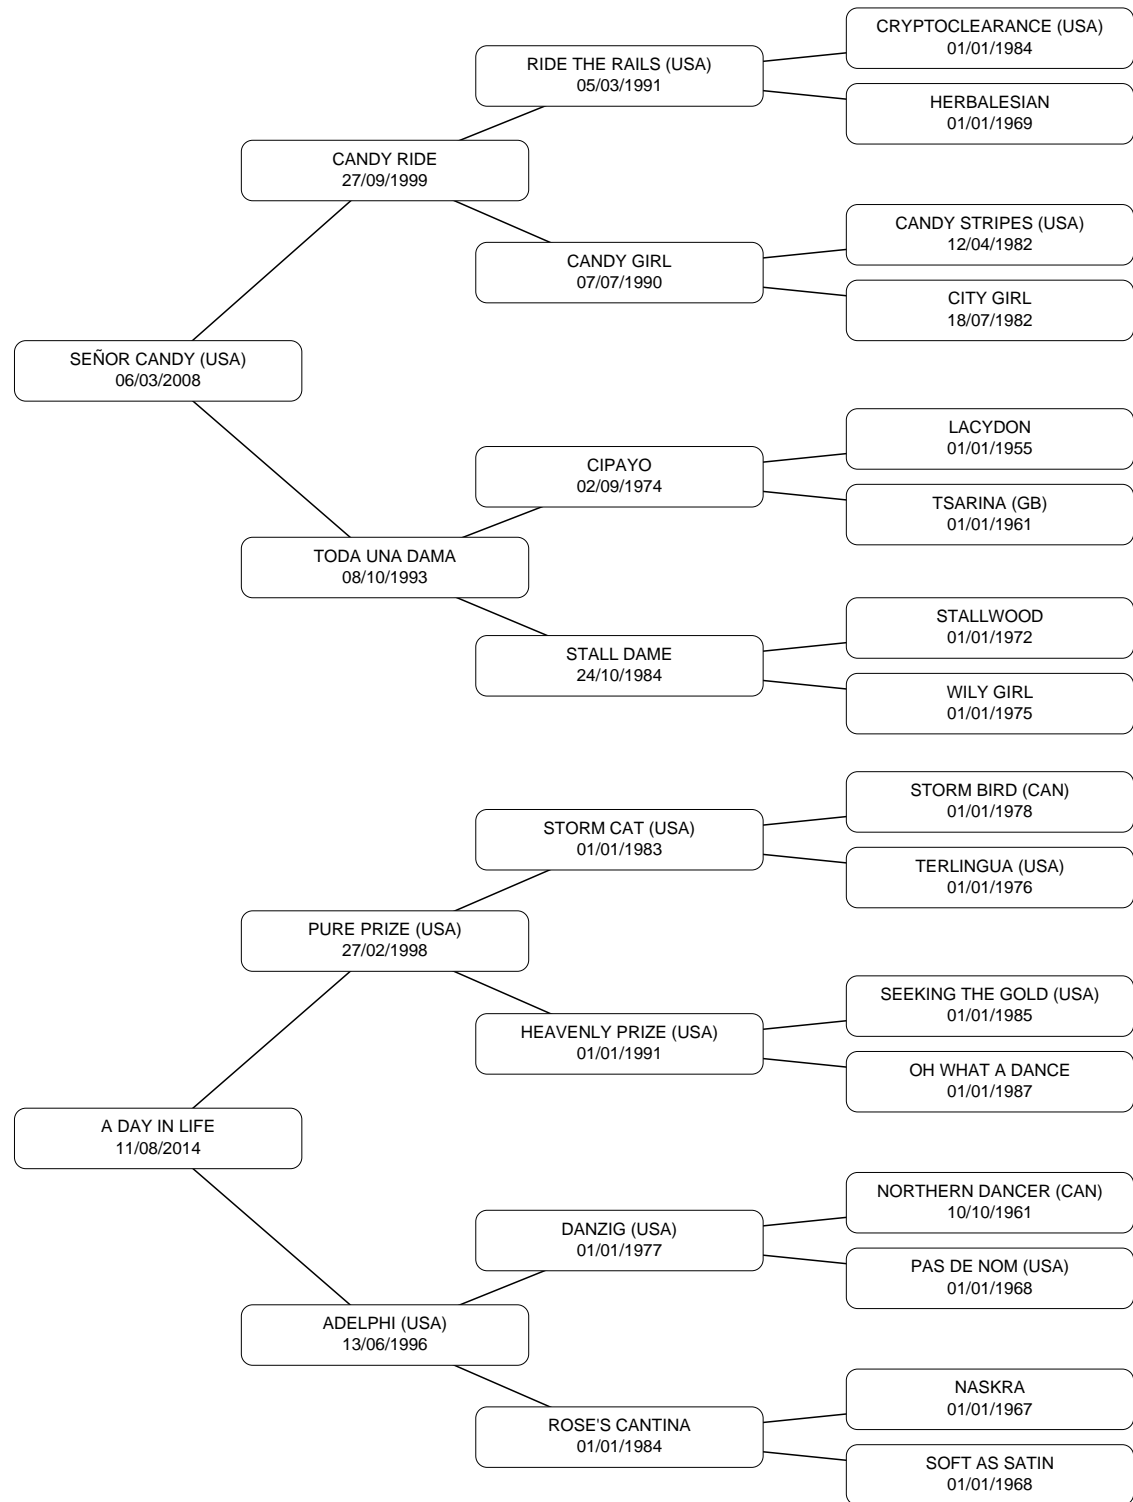 CRYPTOCLEARANCE (USA)
01/01/1984
RIDE THE RAILS (USA)
05/03/1991
HERBALESIAN
01/01/1969
CANDY RIDE
27/09/1999
CANDY STRIPES (USA)
12/04/1982
CANDY GIRL
07/07/1990
CITY GIRL
18/07/1982
SEÑOR CANDY (USA)
06/03/2008
LACYDON
01/01/1955
CIPAYO
02/09/1974
TSARINA (GB)
01/01/1961
TODA UNA DAMA
08/10/1993
STALLWOOD
01/01/1972
STALL DAME
24/10/1984
WILY GIRL
01/01/1975
STORM BIRD (CAN)
01/01/1978
STORM CAT (USA)
01/01/1983
TERLINGUA (USA)
01/01/1976
PURE PRIZE (USA)
27/02/1998
SEEKING THE GOLD (USA)
01/01/1985
HEAVENLY PRIZE (USA)
01/01/1991
OH WHAT A DANCE
01/01/1987
A DAY IN LIFE
11/08/2014
NORTHERN DANCER (CAN)
10/10/1961
DANZIG (USA)
01/01/1977
PAS DE NOM (USA)
01/01/1968
ADELPHI (USA)
13/06/1996
NASKRA
01/01/1967
ROSE'S CANTINA
01/01/1984
SOFT AS SATIN
01/01/1968